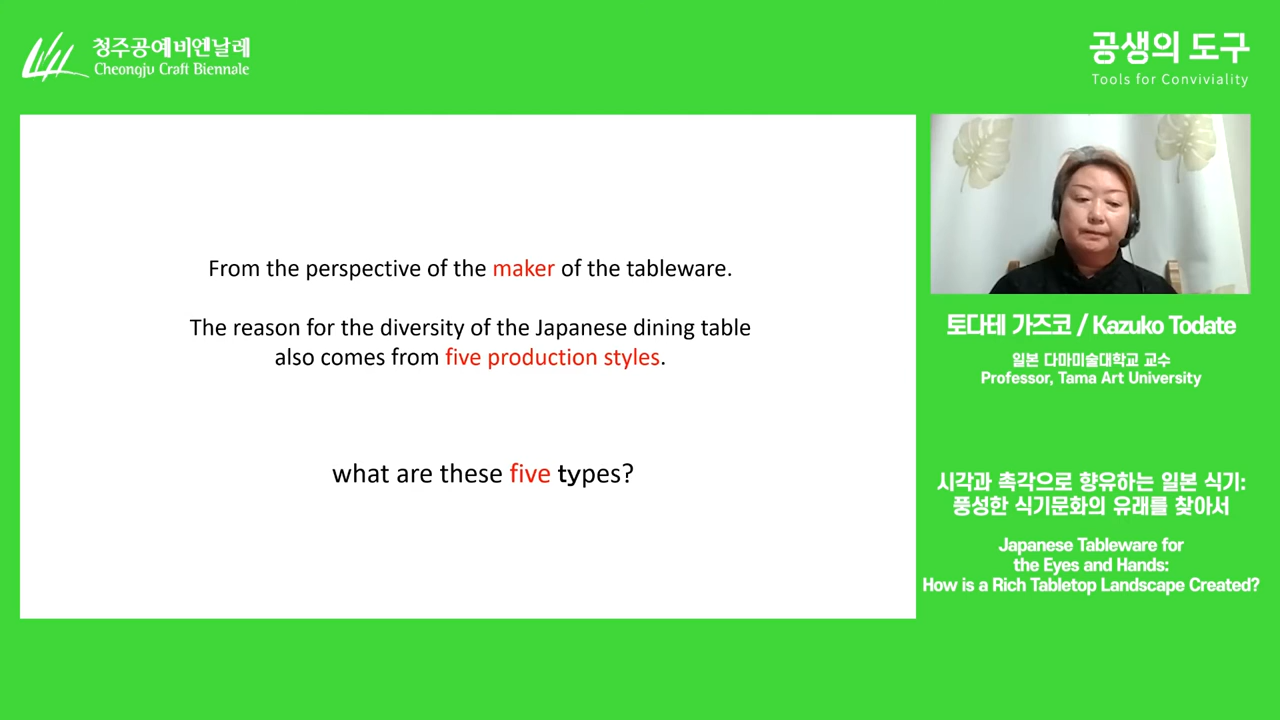 청주공예비엔날레
Cheongju Craft Biennale
공생의 도구
Tools for Conviviality
From the perspective of the maker of the tableware.
The reason for the diversity of the Japanese dining table
also comes from five production styles.
what are these five types?
토다테 가즈코 / Kazuko Todate
일본 다마미술대학교 교수
Professor, Tama Art University
시각과 촉각으로 향유하는 일본 식기:
풍성한 식기문화의 유래를 찾아서
Japanese Tableware for
the Eyes and Hands:
How is a Rich Tabletop Landscape Created?